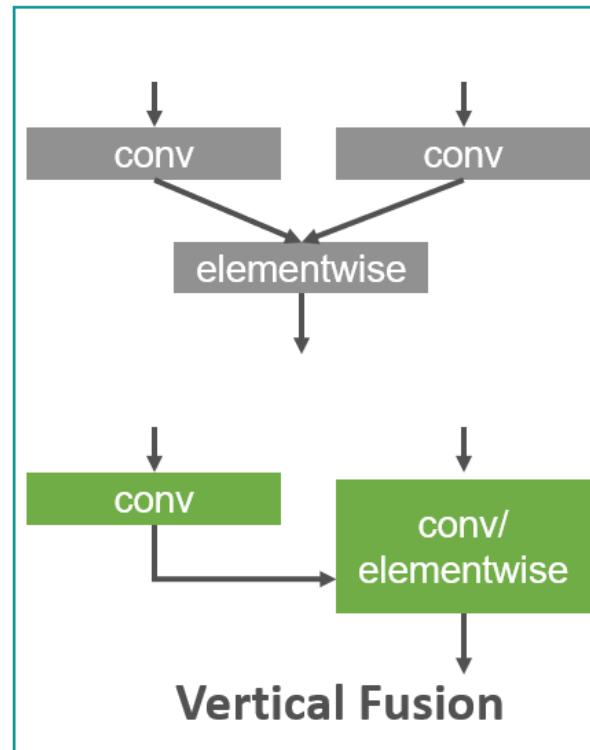 conv
conv
elementwise
conv
conv/
elementwise
Vertical Fusion